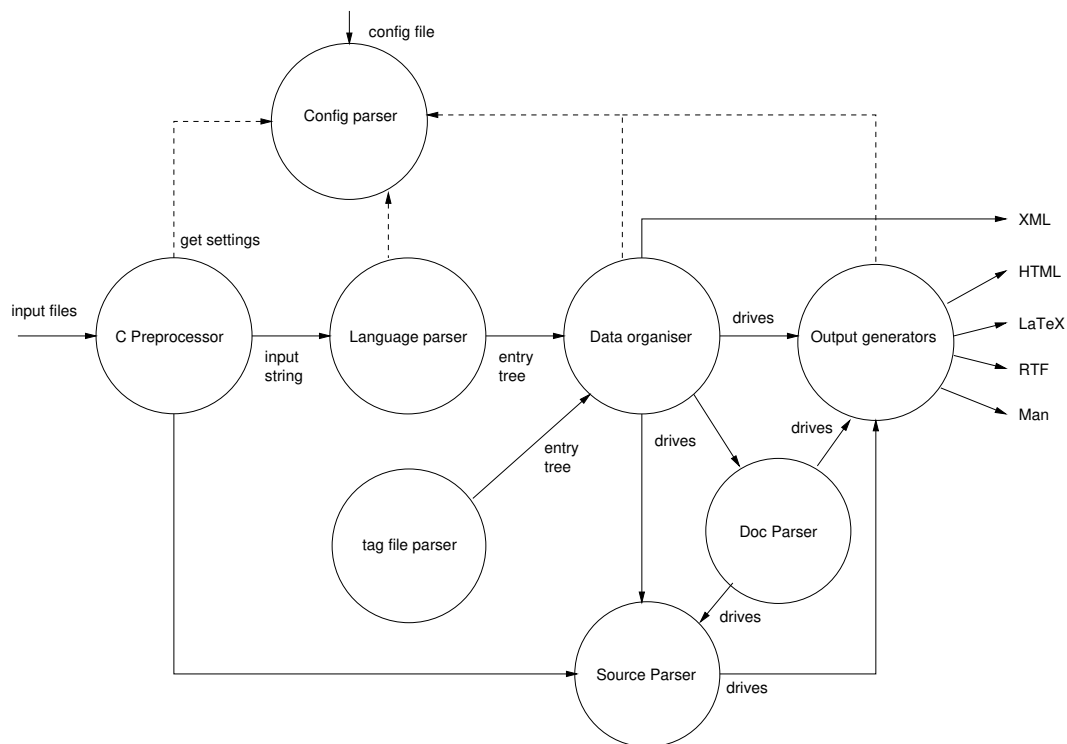 config file
Config parser
get settings
XML
HTML
input files
C Preprocessor
input
string
Language parser
entry
tree
Data organiser
drives
Output generators
LaTeX
RTF
Man
drives
drives
entry
tree
tag file parser
Doc Parser
drives
Source Parser
drives